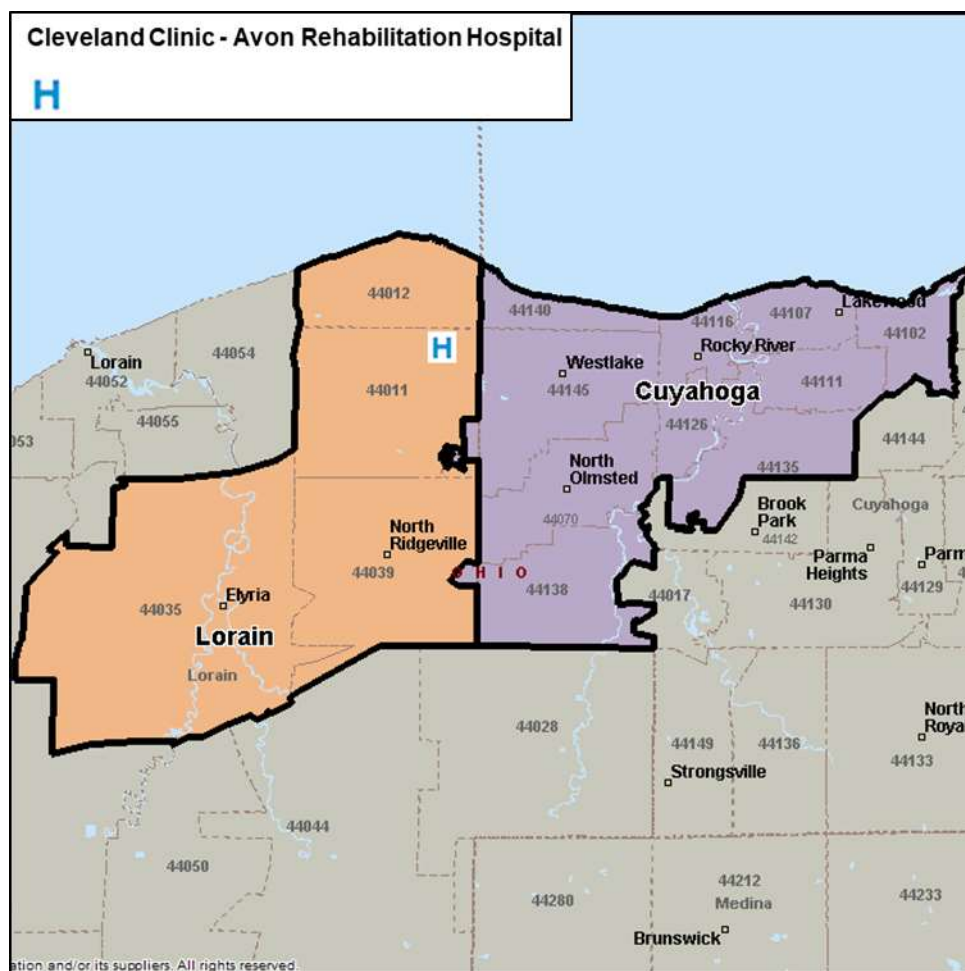 Cleveland Clinic - Avon Rehabilitation Hospital
H
44012
44140
44116
44107
Lakewood
44102
H
Rocky River
Lorain
44052
44054
44011
Westlake
44145
Cuyahoga
44111
053
44055
44126
44144
North
Olmsted
44135
44070
Brook
Park
44142
Cuyahoga
North
Ridgeville
44039
OHIO
Parma
Heights
Parm
44129
4
44035
Elyria
44138
44017
44130
Lorain
Lorain
44028
44149
44136
North
Roya
44133
Strongsville
44044
44050
44280
44212
Medina
44233
Brunswick
ation and/or its suppliers. All rights reserved.